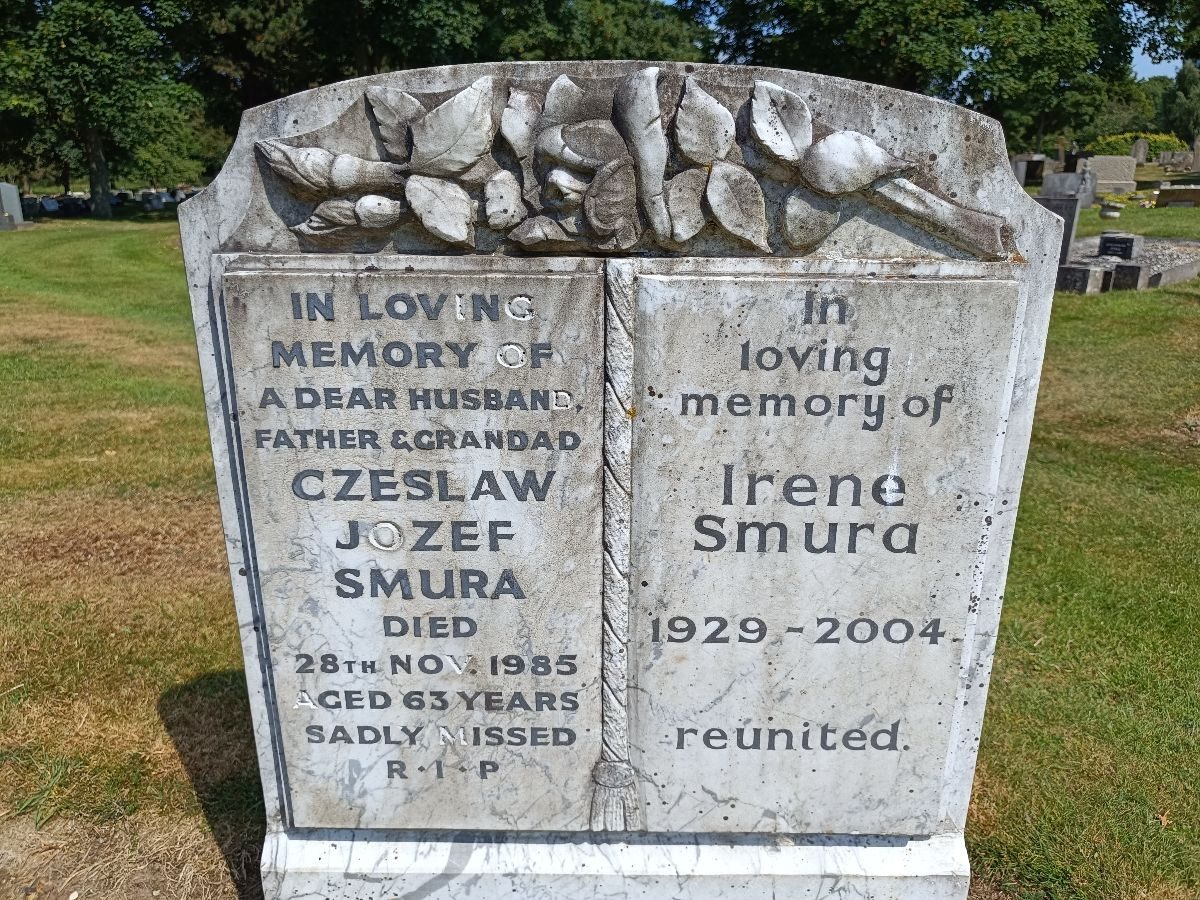 IN LOVING
MEMORY OF
A DEAR HUSBAND,
FATHER & GRANDAD
CZESLAW
JOZEF
SMURA
DIED
28TH NOV. 1985
AGED 63 YEARS
SADLY MISSED
R·I·P
In
loving
memory of
Irene
Smura
1929 - 2004
reunited.